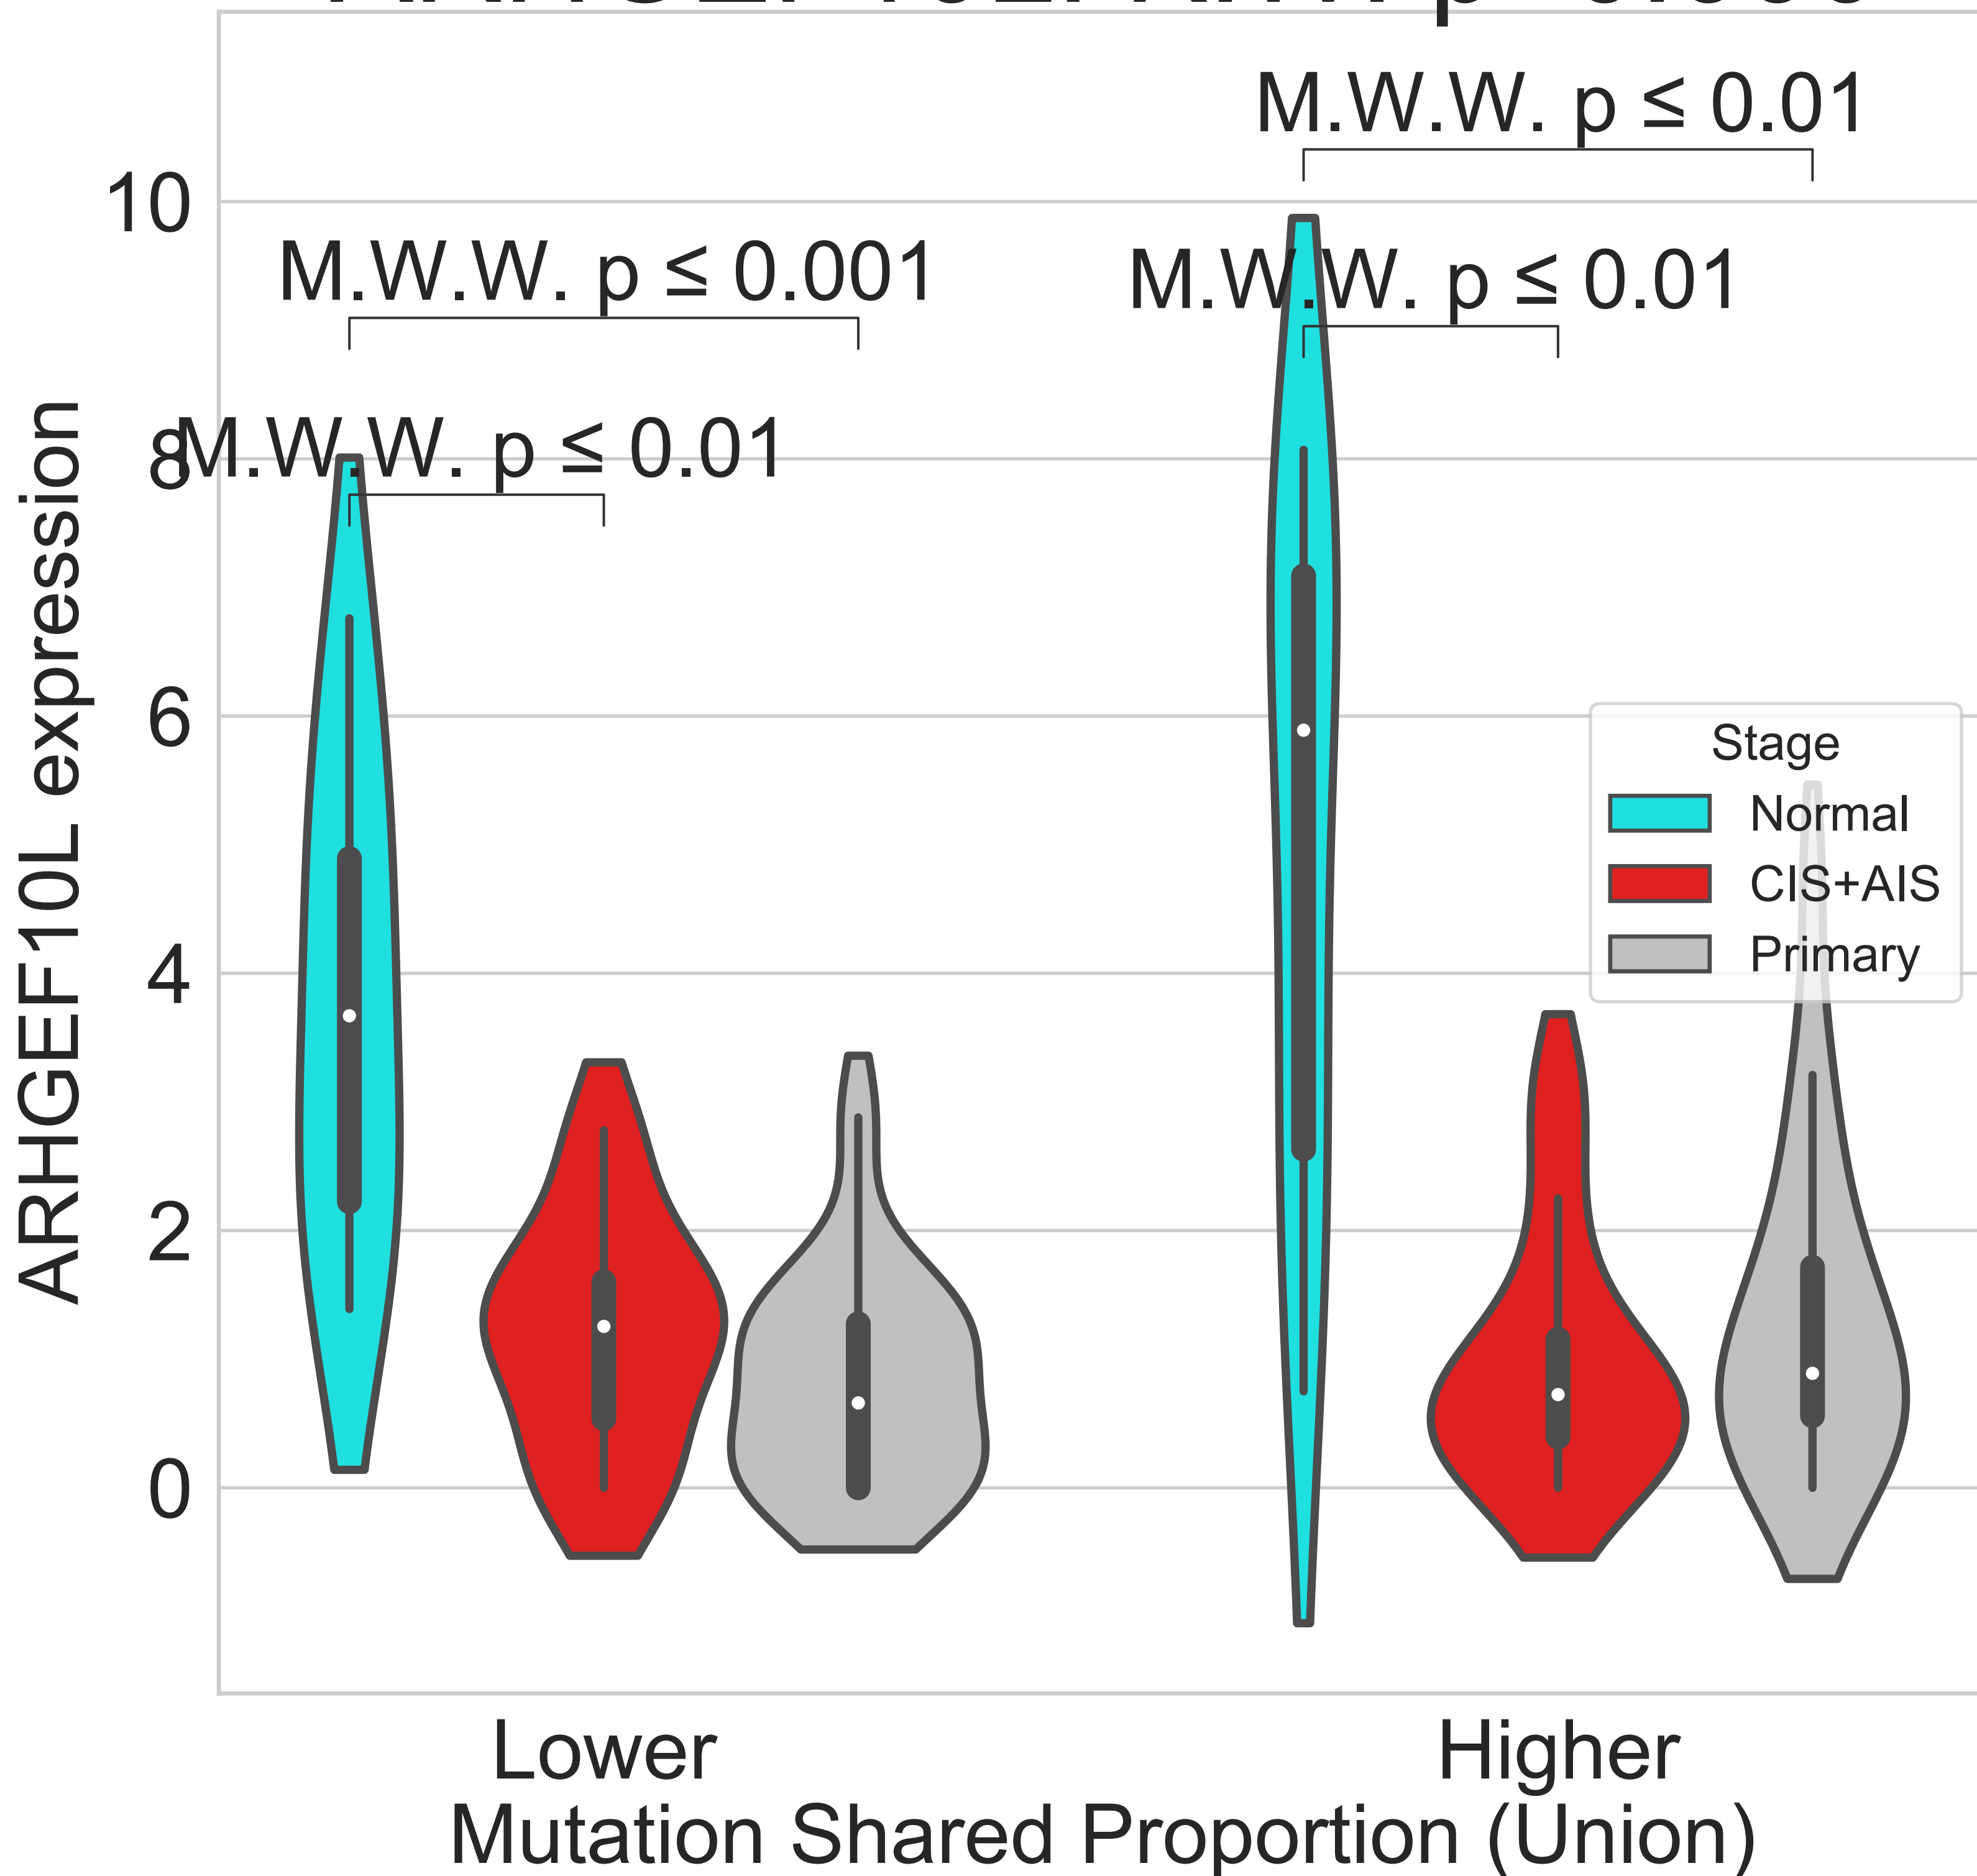 M.W.W. p ≤ 0.01
10
M.W.W. p ≤ 0.001
M.W.W. p ≤ 0.01
8
M.W.W. p ≤ 0.01
ARHGEF10L expression
6
Stage
Normal
CIS+AIS
Primary
4
2
0
Lower
Higher
Mutation Shared Proportion (Union)